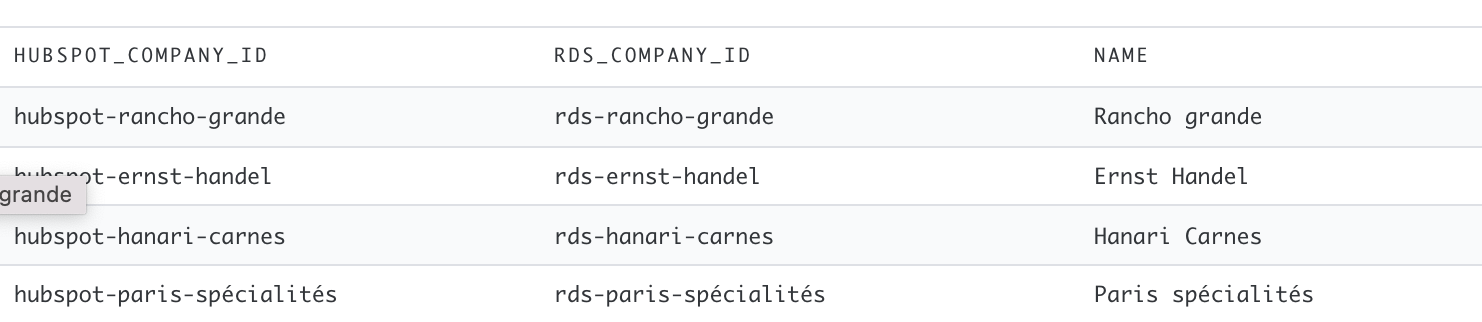 HUBSPOT_COMPANY_ID RDS_COMPANY_ID NAME
hubspot-rancho-grande rds-rancho-grande Rancho grande
hubspot-ernst-handel rds-ernst-handel Ernst Handel
grande
hubspot-hanari-carnes rds-hanari-carnes Hanari Carnes
hubspot-paris-spécialités rds-paris-spécialités Paris spécialités